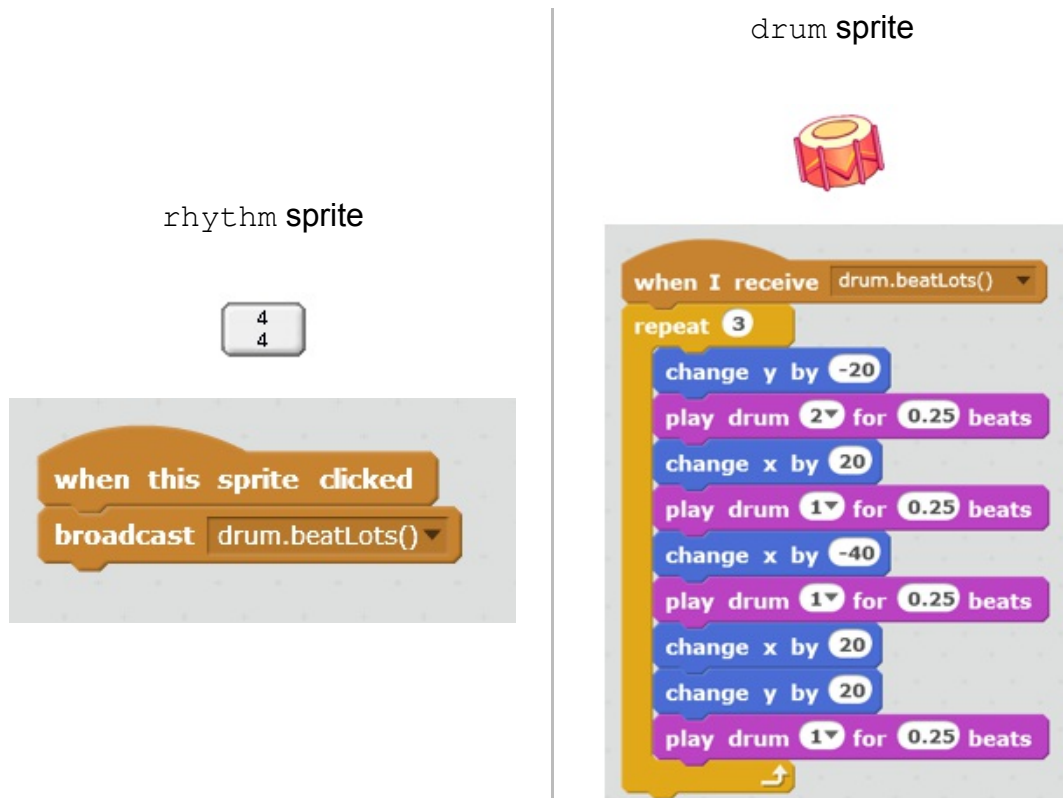 rhythm sprite
4
4
when this sprite clicked
broadcast drum.beatLots()
drum sprite
when I receive drum.beatLots()
repeat 3
change y by -20
play drum 2 for 0.25 beats
change x by 20
play drum 1 for 0.25 beats
change x by -40
play drum 1 for 0.25 beats
change x by 20
change y by 20
play drum 1 for 0.25 beats